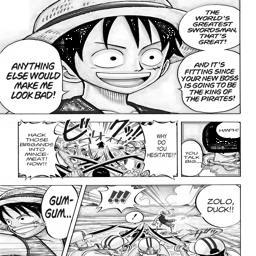 THE
WORLD'S
GREATEST
SWORDSMAN,
THAT'S
GREAT!
AND IT'S
FITTING SINCE
YOUR NEW BOSS
IS GOING TO BE
THE KING OF
THE PIRATES!
ANYTHING
ELSE WOULD
MAKE ME
LOOK BAD!
HMPH!
YOU
TALK
BIG...
WHY
DO
YOU
HESITATE!?
HACK
THOSE
BRIGANDS
INTO
MINCE-
MEAT!
NOW!!
ZOLO,
DUCK!!
!!!
!
GUM-
GUM...